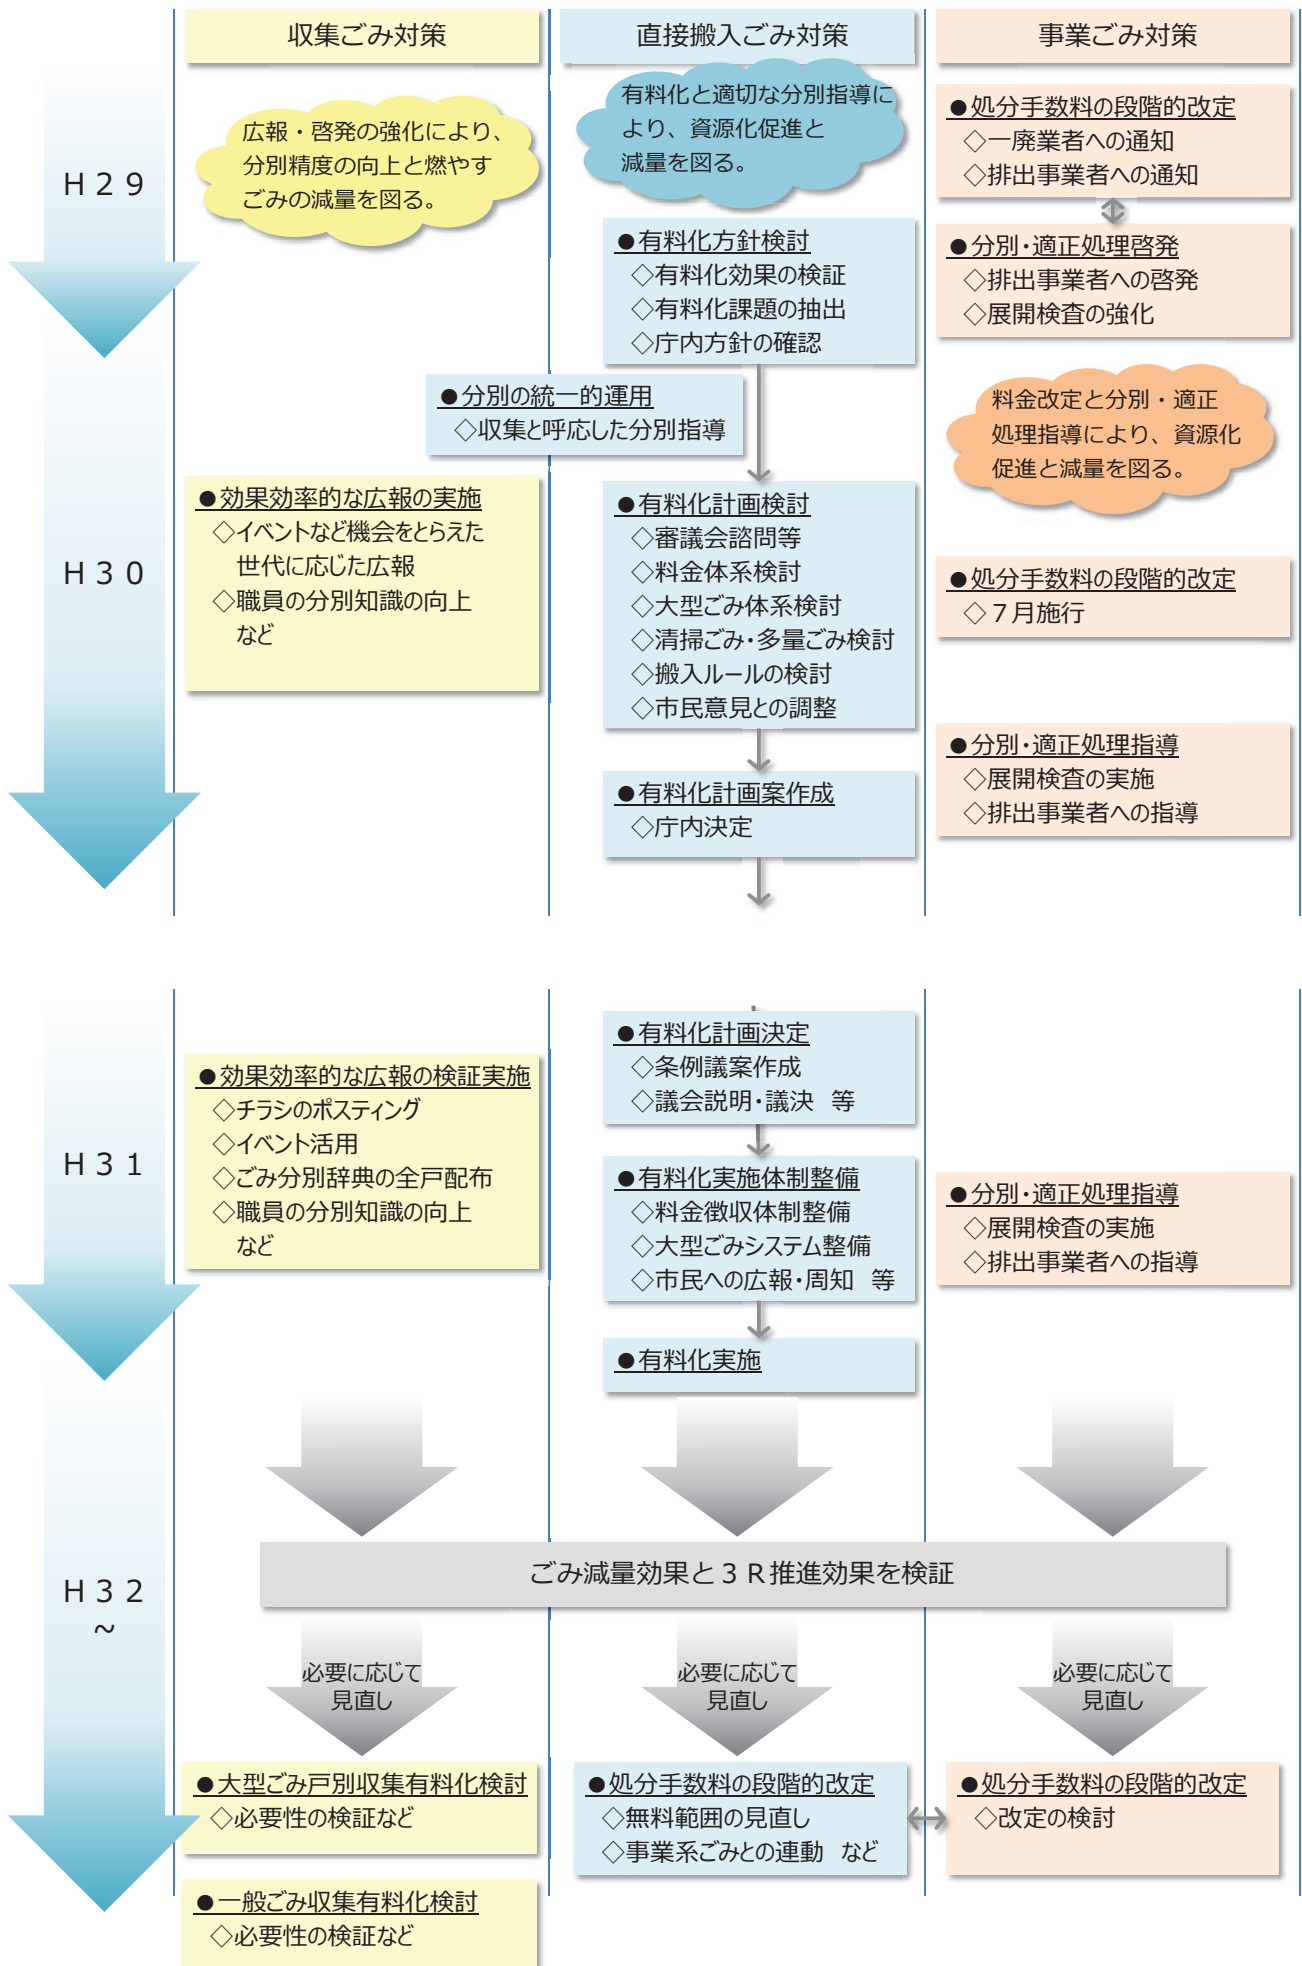 収集ごみ対策
直接搬入ごみ対策
事業ごみ対策
H29
広報・啓発の強化により、
分別精度の向上と燃やす
ごみの減量を図る。
有料化と適切な分別指導に
より、資源化促進と
減量を図る。
●有料化方針検討
◇有料化効果の検証
◇有料化課題の抽出
◇庁内方針の確認
●処分手数料の段階的改定
◇一廃業者への通知
◇排出事業者への通知
●分別・適正処理啓発
◇排出事業者への啓発
◇展開検査の強化
●分別の統一的運用
◇収集と呼応した分別指導
料金改定と分別・適正
処理指導により、資源化
促進と減量を図る。
H30
●効果効率的な広報の実施
◇イベントなど機会をとらえた
世代に応じた広報
◇職員の分別知識の向上
など
●有料化計画検討
◇審議会諮問等
◇料金体系検討
◇大型ごみ体系検討
◇清掃ごみ・多量ごみ検討
◇搬入ルールの検討
◇市民意見との調整
●有料化計画案作成
◇庁内決定
●処分手数料の段階的改定
◇７月施行
●分別・適正処理指導
◇展開検査の実施
◇排出事業者への指導
H31
●効果効率的な広報の検証実施
◇チラシのポスティング
◇イベント活用
◇ごみ分別辞典の全戸配布
◇職員の分別知識の向上
など
●有料化計画決定
◇条例議案作成
◇議会説明・議決　等
●有料化実施体制整備
◇料金徴収体制整備
◇大型ごみシステム整備
◇市民への広報・周知　等
●有料化実施
●分別・適正処理指導
◇展開検査の実施
◇排出事業者への指導
H32
～
ごみ減量効果と３Ｒ推進効果を検証
必要に応じて
見直し
必要に応じて
見直し
必要に応じて
見直し
●大型ごみ戸別収集有料化検討
◇必要性の検証など
●一般ごみ収集有料化検討
◇必要性の検証など
●処分手数料の段階的改定
◇無料範囲の見直し
◇事業系ごみとの連動　など
●処分手数料の段階的改定
◇改定の検討